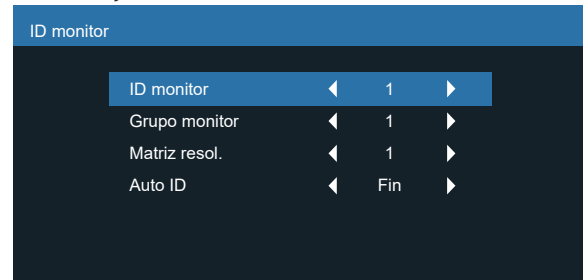 ID monitor
ID monitor 1
Grupo monitor 1
Matriz resol. 1
Auto ID Fin